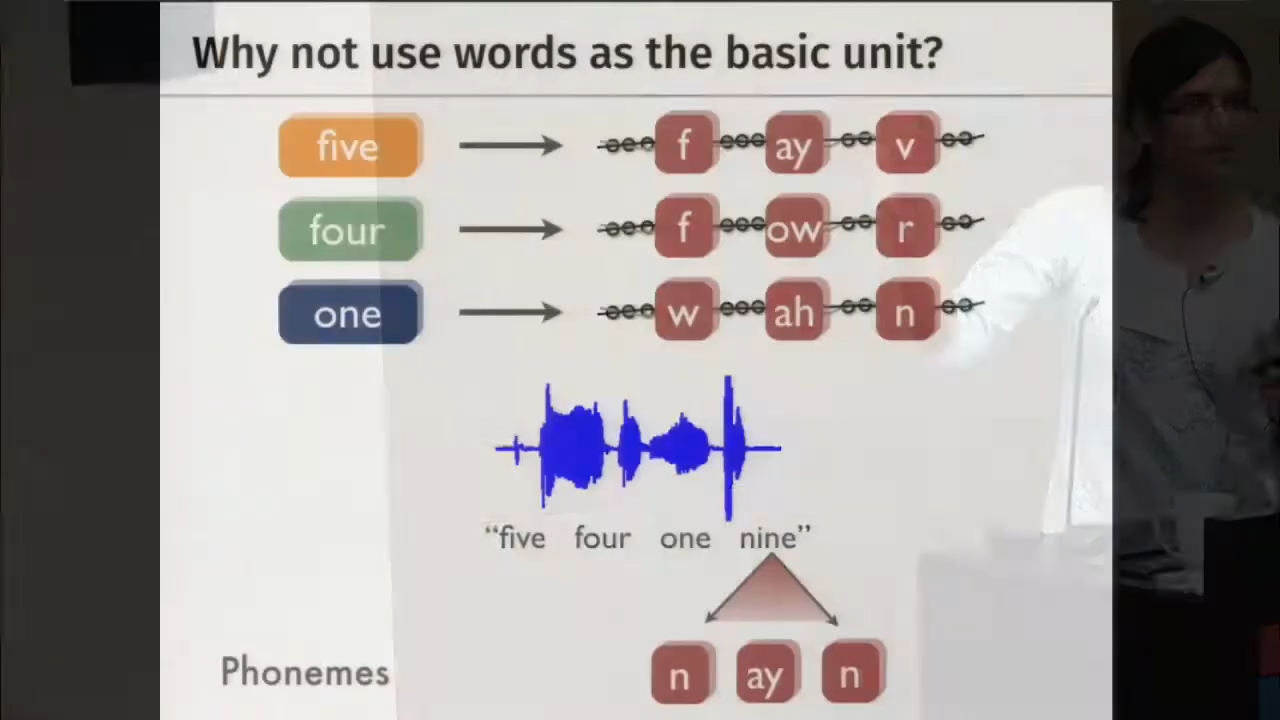 Why not use words as the basic unit?
five f ay v
four f ow r
one w ah n
“five four one nine”
Phonemes n ay n